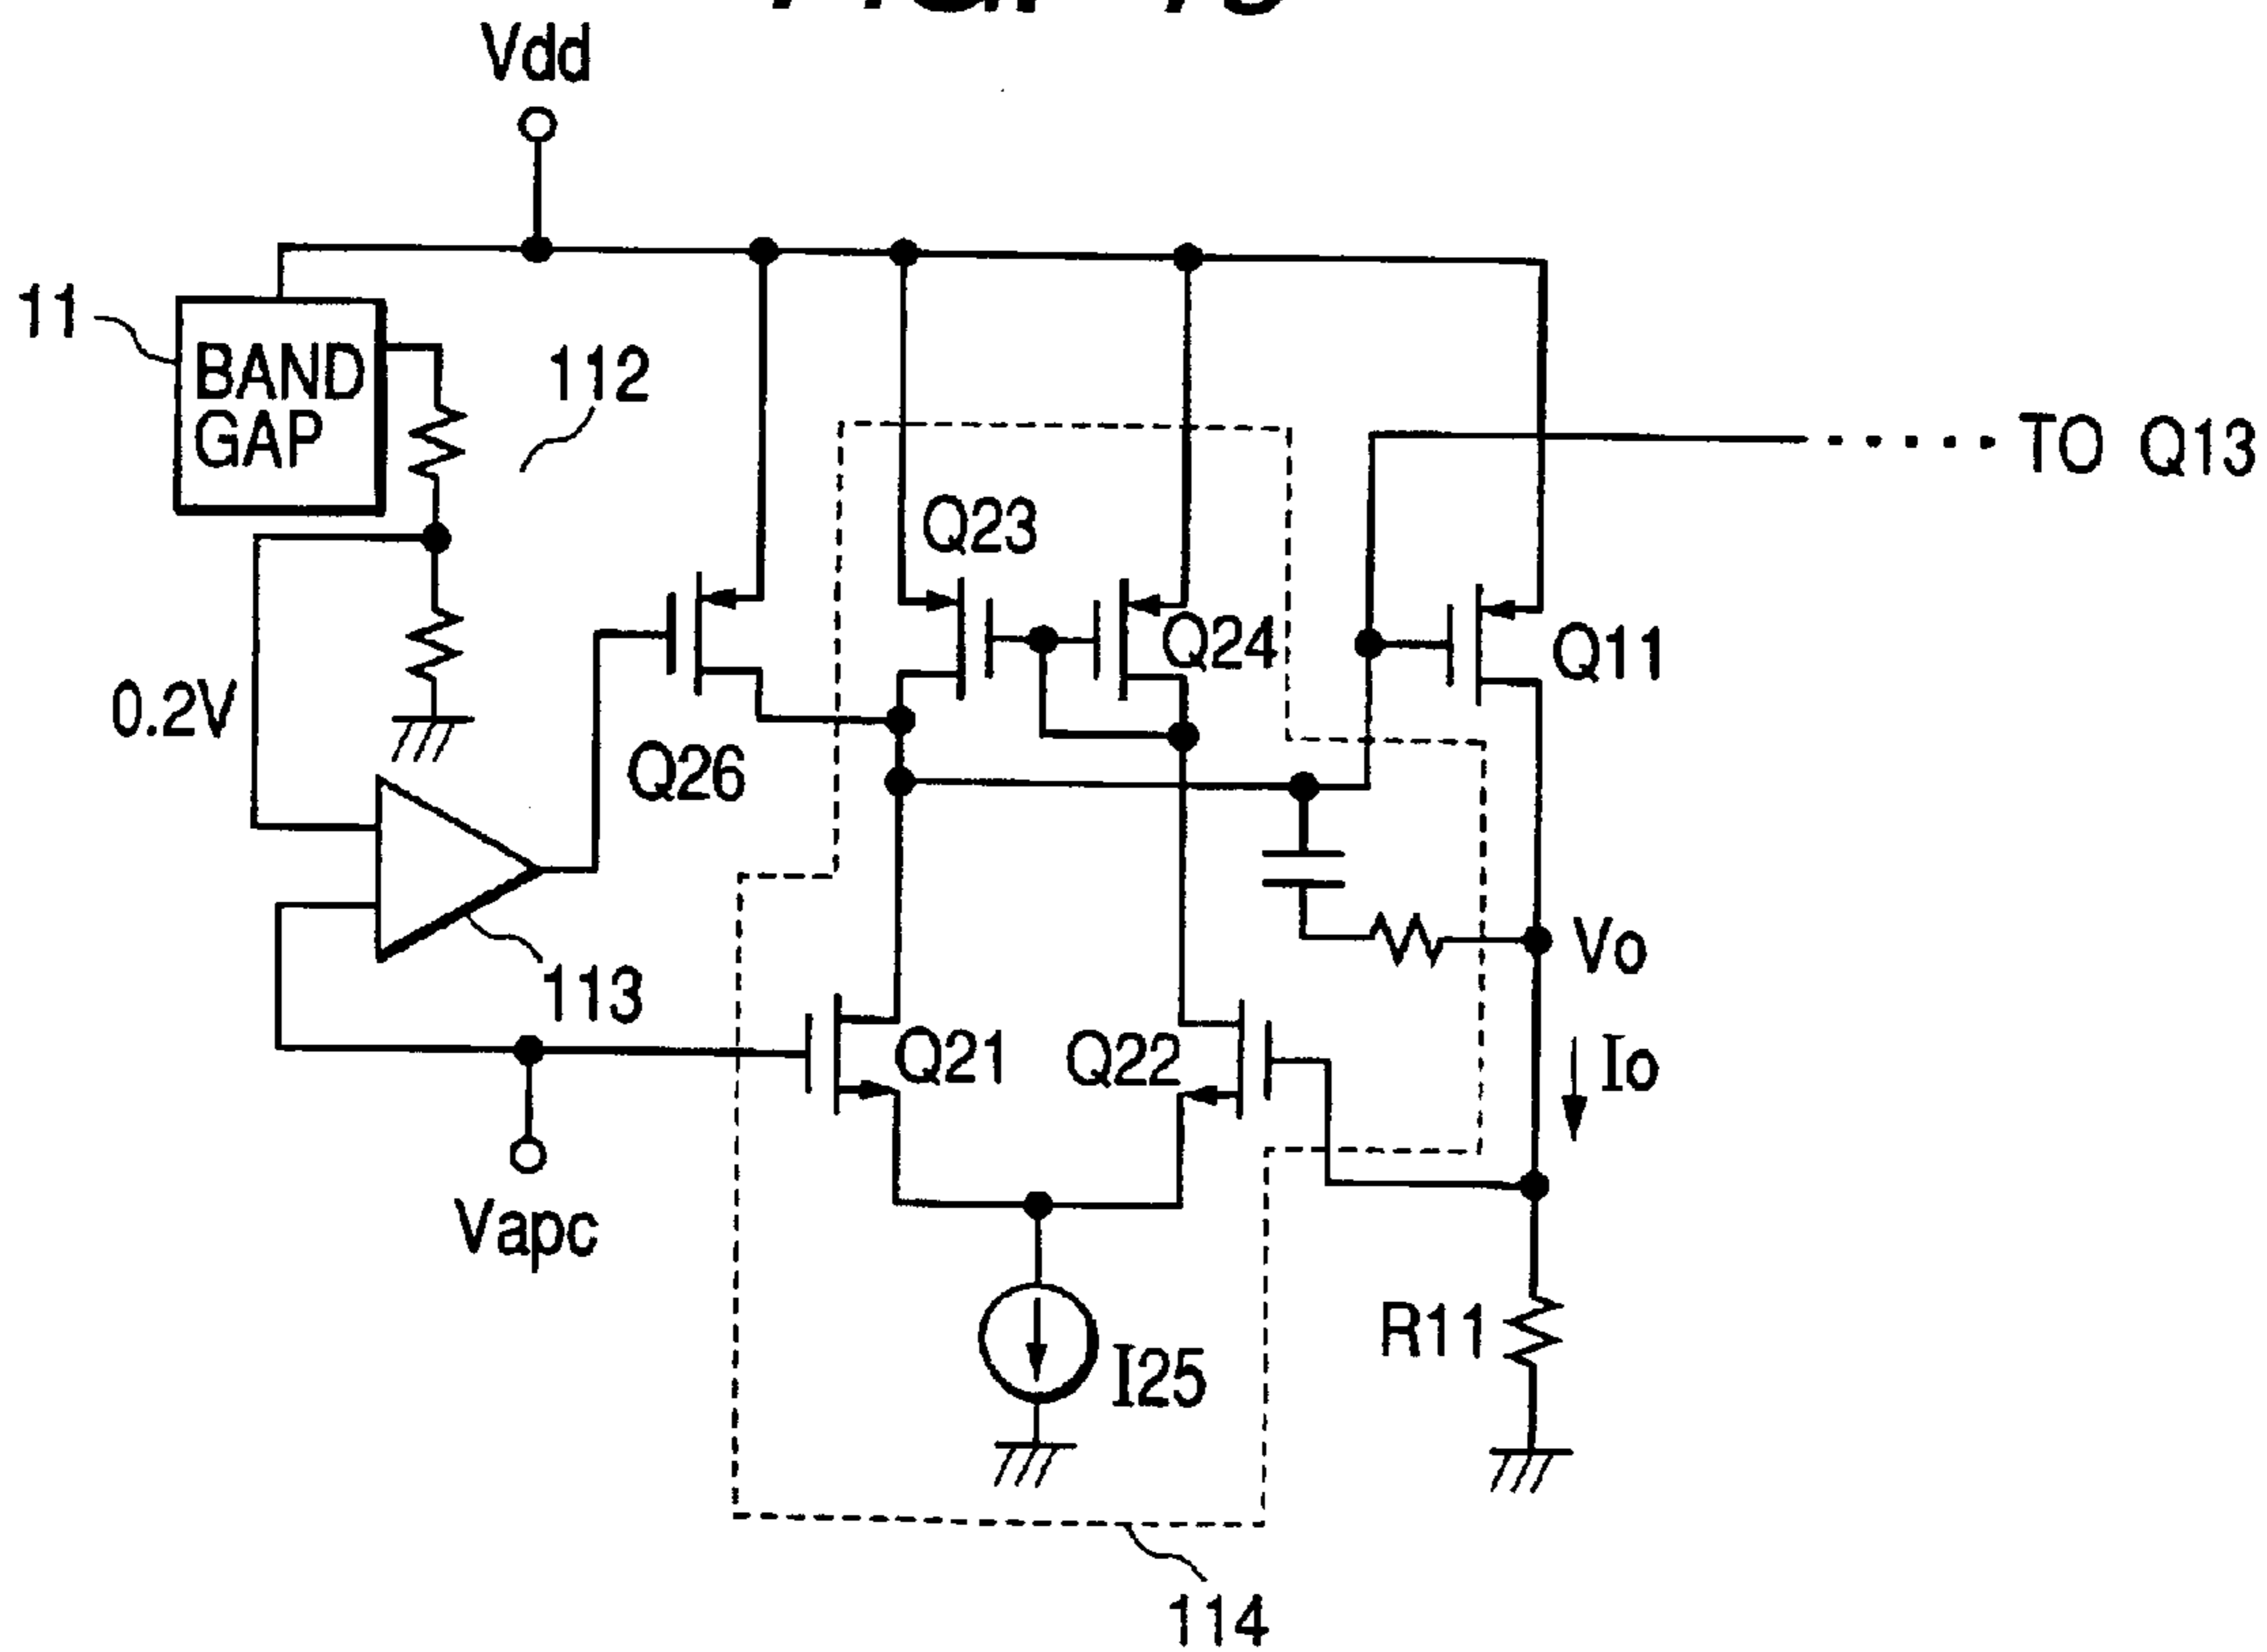 Vdd
11
BAND
GAP
112
TO Q13
Q23
Q24
Q11
0.2V
Q26
Vo
113
Q21
Q22
Io
Vapc
R11
I25
114